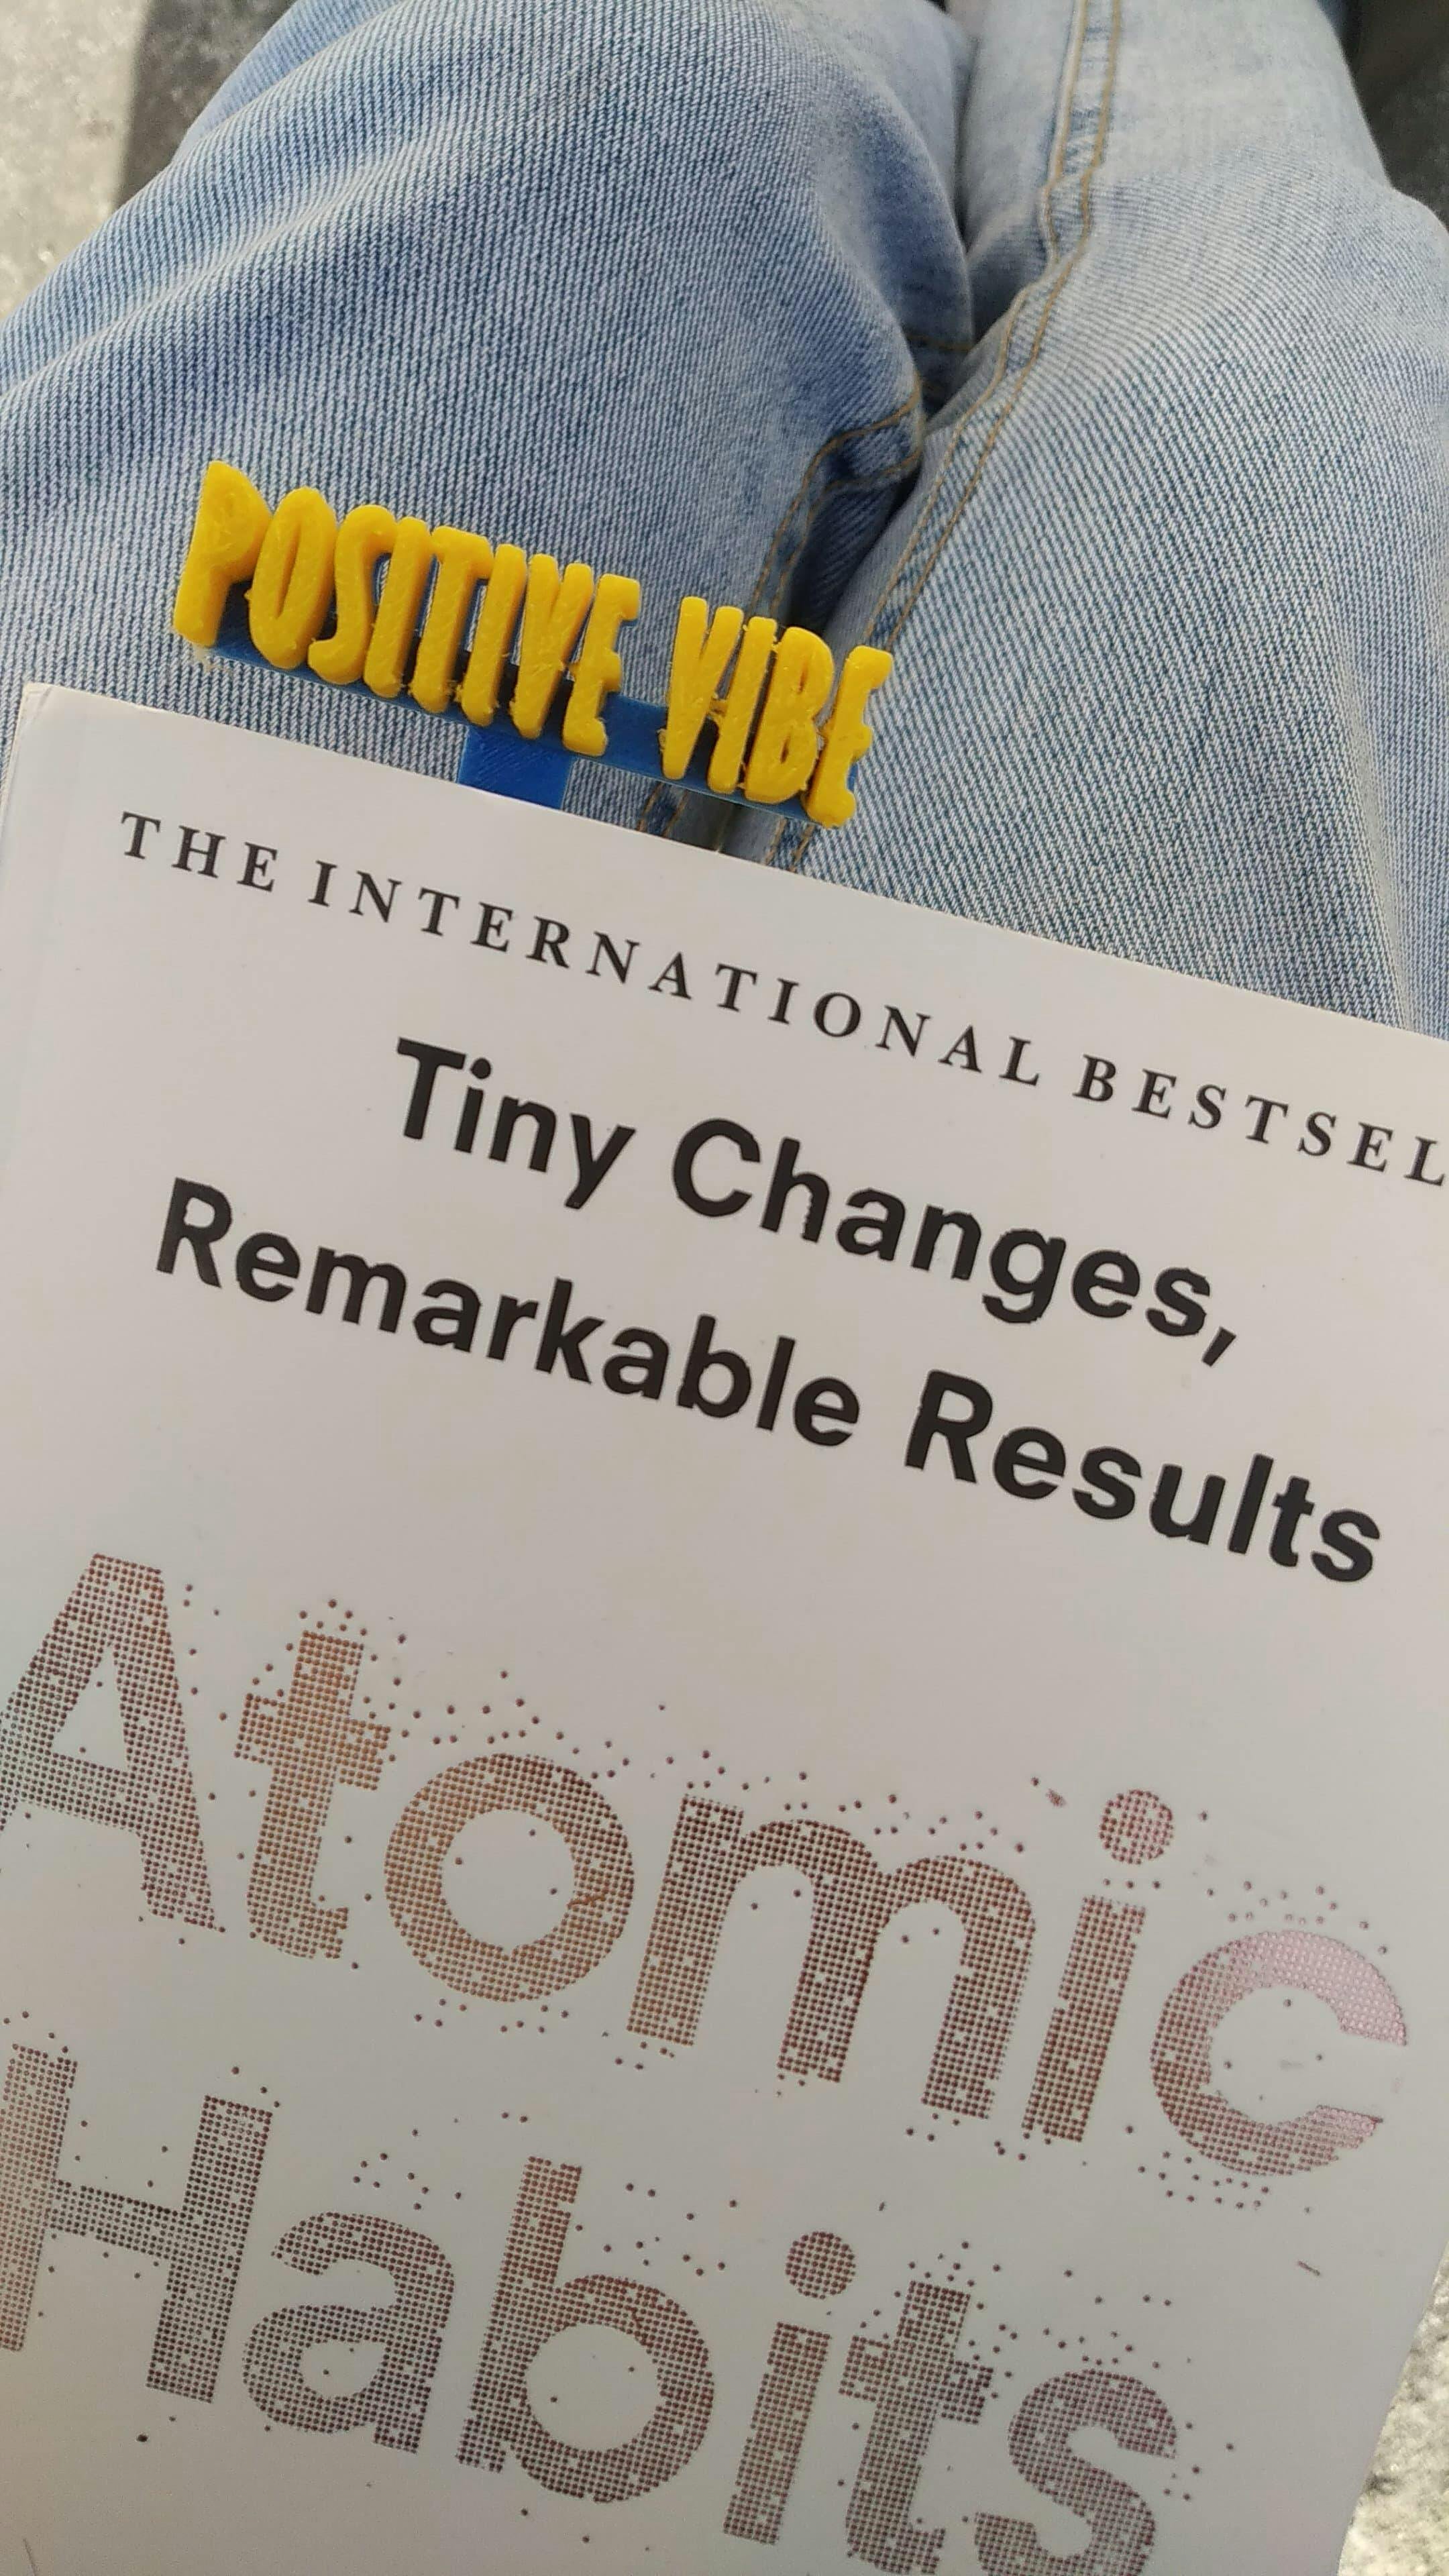 POSITIVE VIBE
THE INTERNATIONAL BESTSEL
Tiny Changes,
Remarkable Results
Atomic
Habits